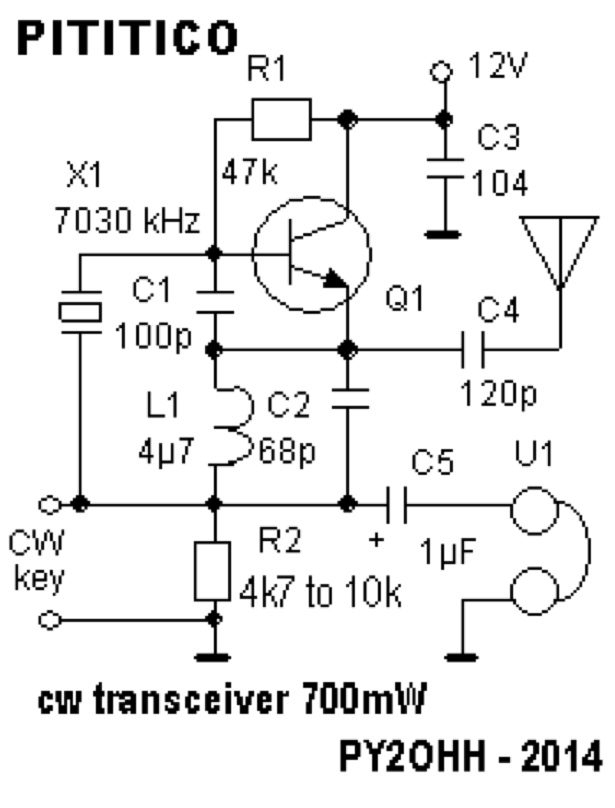 PITITICO
R1
47k
12V
C3
104
X1
7030 kHz
C1
100p
Q1
C4
120p
L1
4µ7
C2
68p
C5
1µF
+
U1
CW
key
R2
4k7 to 10k
cw transceiver 700mW
PY2OHH - 2014